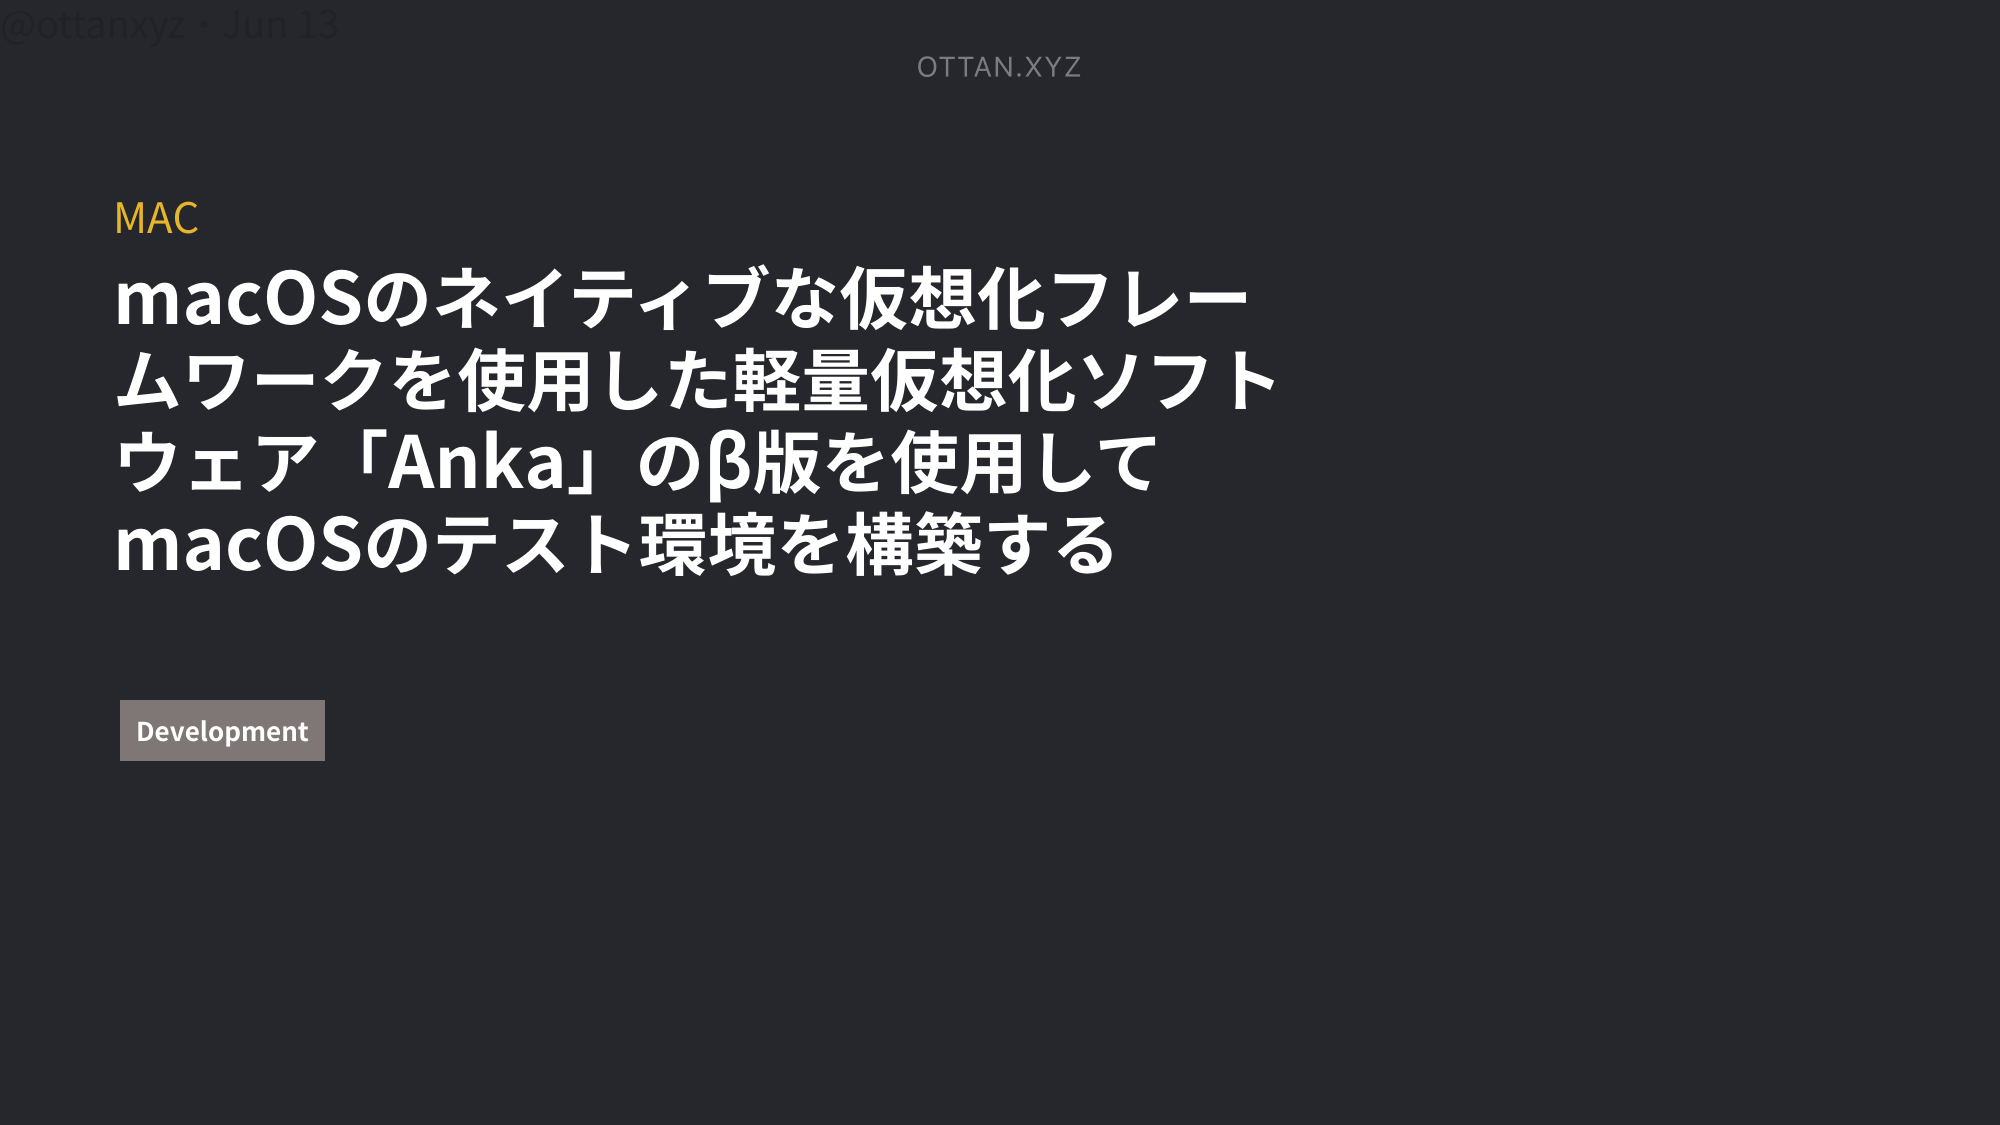 @ottanxyz • Jun 13
OTTAN.XYZ
MAC
macOSのネイティブな仮想化フレー
ムワークを使用した軽量仮想化ソフト
ウェア「Anka」のβ版を使用して
macOSのテスト環境を構築する
Development